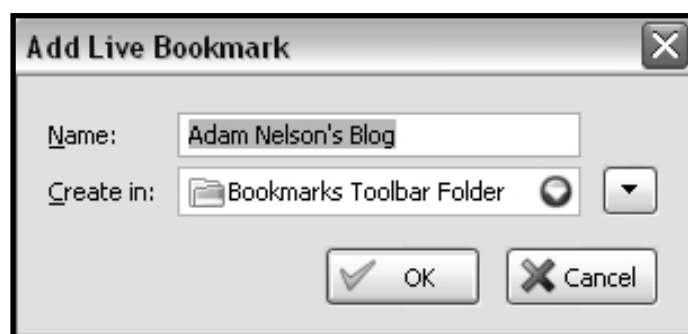 Add Live Bookmark
Name: Adam Nelson's Blog
Create in: Bookmarks Toolbar Folder
OK Cancel